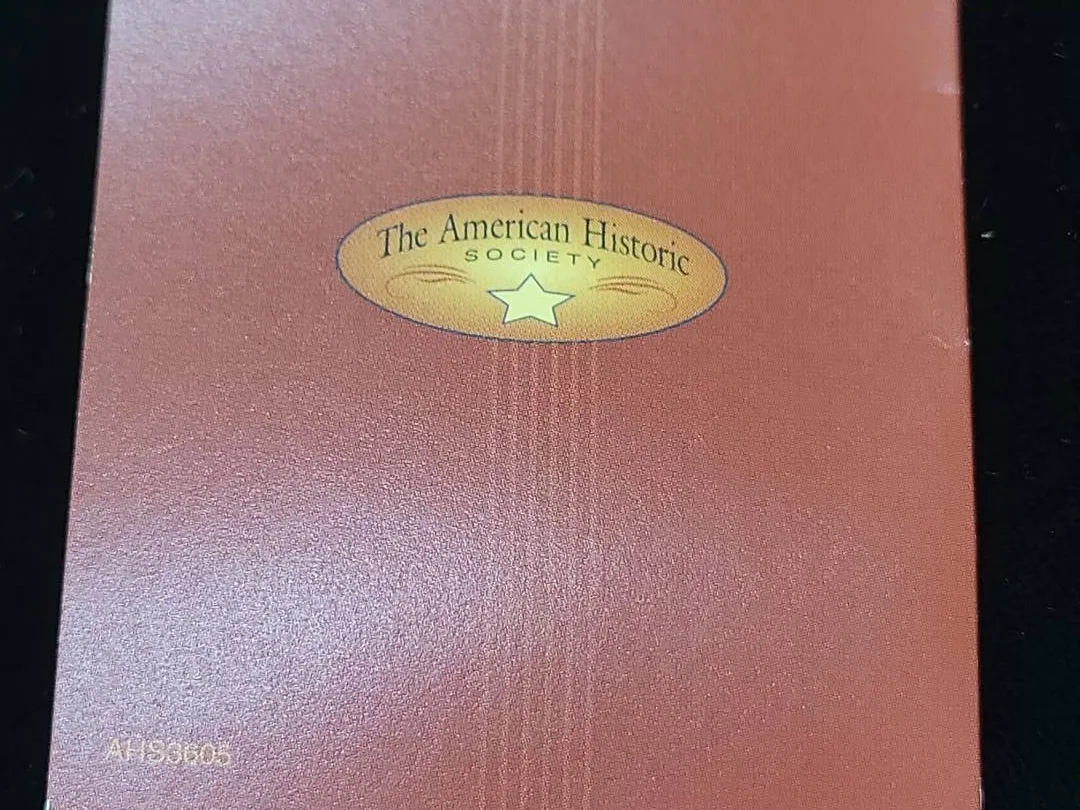 The American Historic
SOCIETY
AHS3605